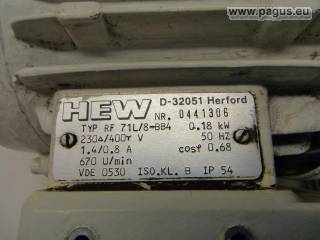 © www.pagus.eu
HEW D-32051 Herford
NR. 0441306
TYP RF 71L/8-BB4 0.18 kW
230△/400Y V 50 HZ
1.4/0.8 A cosφ 0.68
670 U/min
VDE 0530 ISO.KL. B IP 54